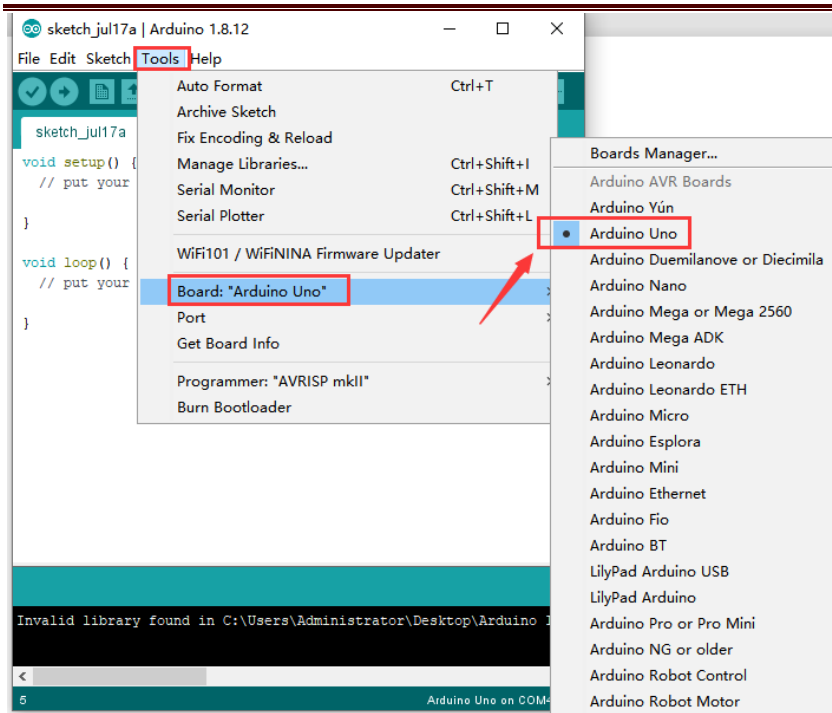 sketch_jul17a | Arduino 1.8.12
File Edit Sketch Tools Help
Auto Format Ctrl+T
Archive Sketch
sketch_jul17a
Fix Encoding & Reload
void setup() {
Manage Libraries... Ctrl+Shift+I
// put your
Serial Monitor Ctrl+Shift+M
}
Serial Plotter Ctrl+Shift+L
WiFi101 / WiFiNINA Firmware Updater
void loop() {
// put your
Board: "Arduino Uno"
}
Port
Get Board Info
Programmer: "AVRISP mkII"
Burn Bootloader
Boards Manager...
Arduino AVR Boards
Arduino Yún
Arduino Uno
Arduino Duemilanove or Diecimila
Arduino Nano
Arduino Mega or Mega 2560
Arduino Mega ADK
Arduino Leonardo
Arduino Leonardo ETH
Arduino Micro
Arduino Esplora
Arduino Mini
Arduino Ethernet
Arduino Fio
Arduino BT
LilyPad Arduino USB
LilyPad Arduino
Arduino Pro or Pro Mini
Arduino NG or older
Arduino Robot Control
Arduino Robot Motor
Invalid library found in C:\Users\Administrator\Desktop\Arduino
5 Arduino Uno on COM4